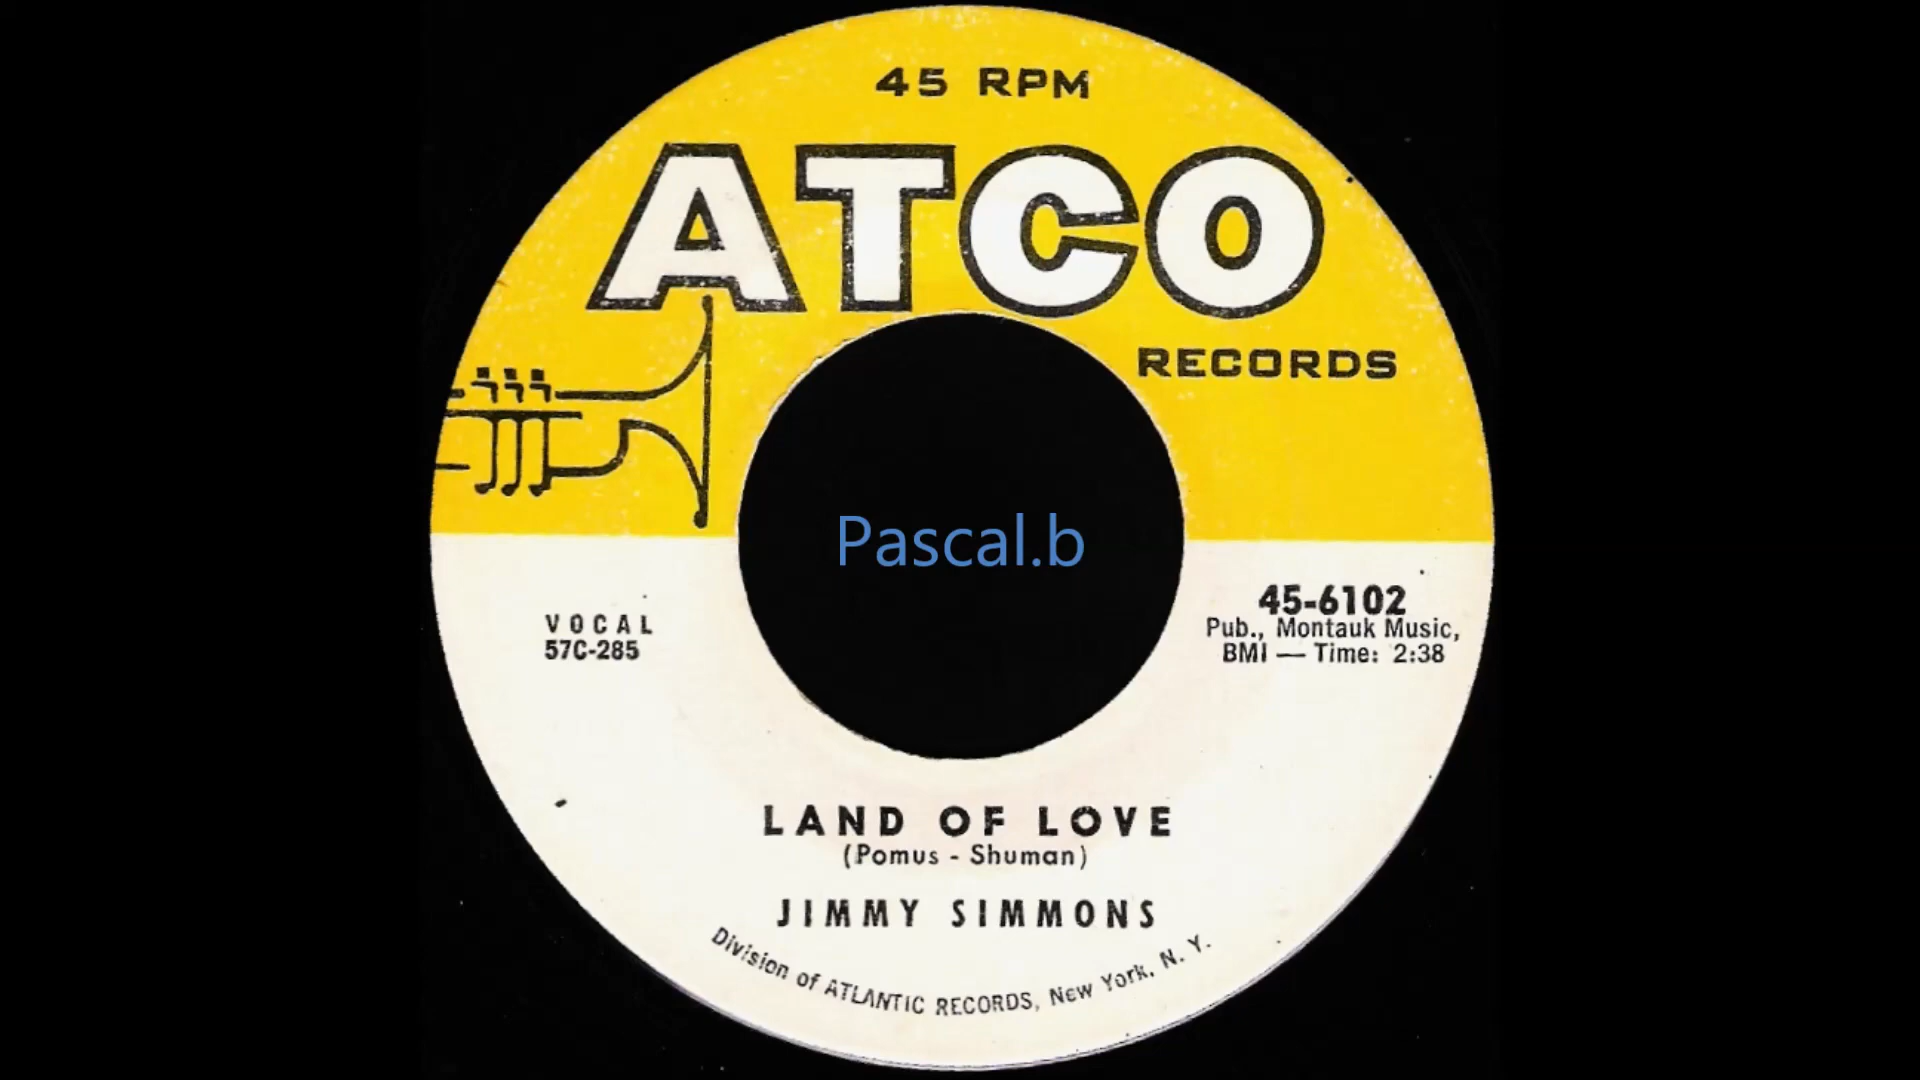 45 RPM
ATCO
RECORDS
Pascal.b
VOCAL
57C-285
45-6102
Pub., Montauk Music,
BMI — Time: 2:38
LAND OF LOVE
(Pomus - Shuman)
JIMMY SIMMONS
Division of ATLANTIC RECORDS, New York, N. Y.